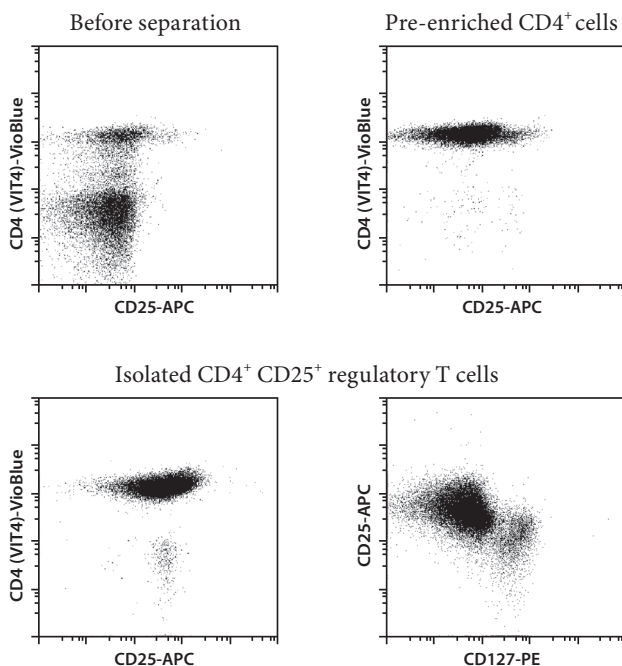 Before separation
Pre-enriched CD4⁺ cells
CD4 (VIT4)-VioBlue
CD25-APC
CD4 (VIT4)-VioBlue
CD25-APC
Isolated CD4⁺ CD25⁺ regulatory T cells
CD4 (VIT4)-VioBlue
CD25-APC
CD25-APC
CD127-PE